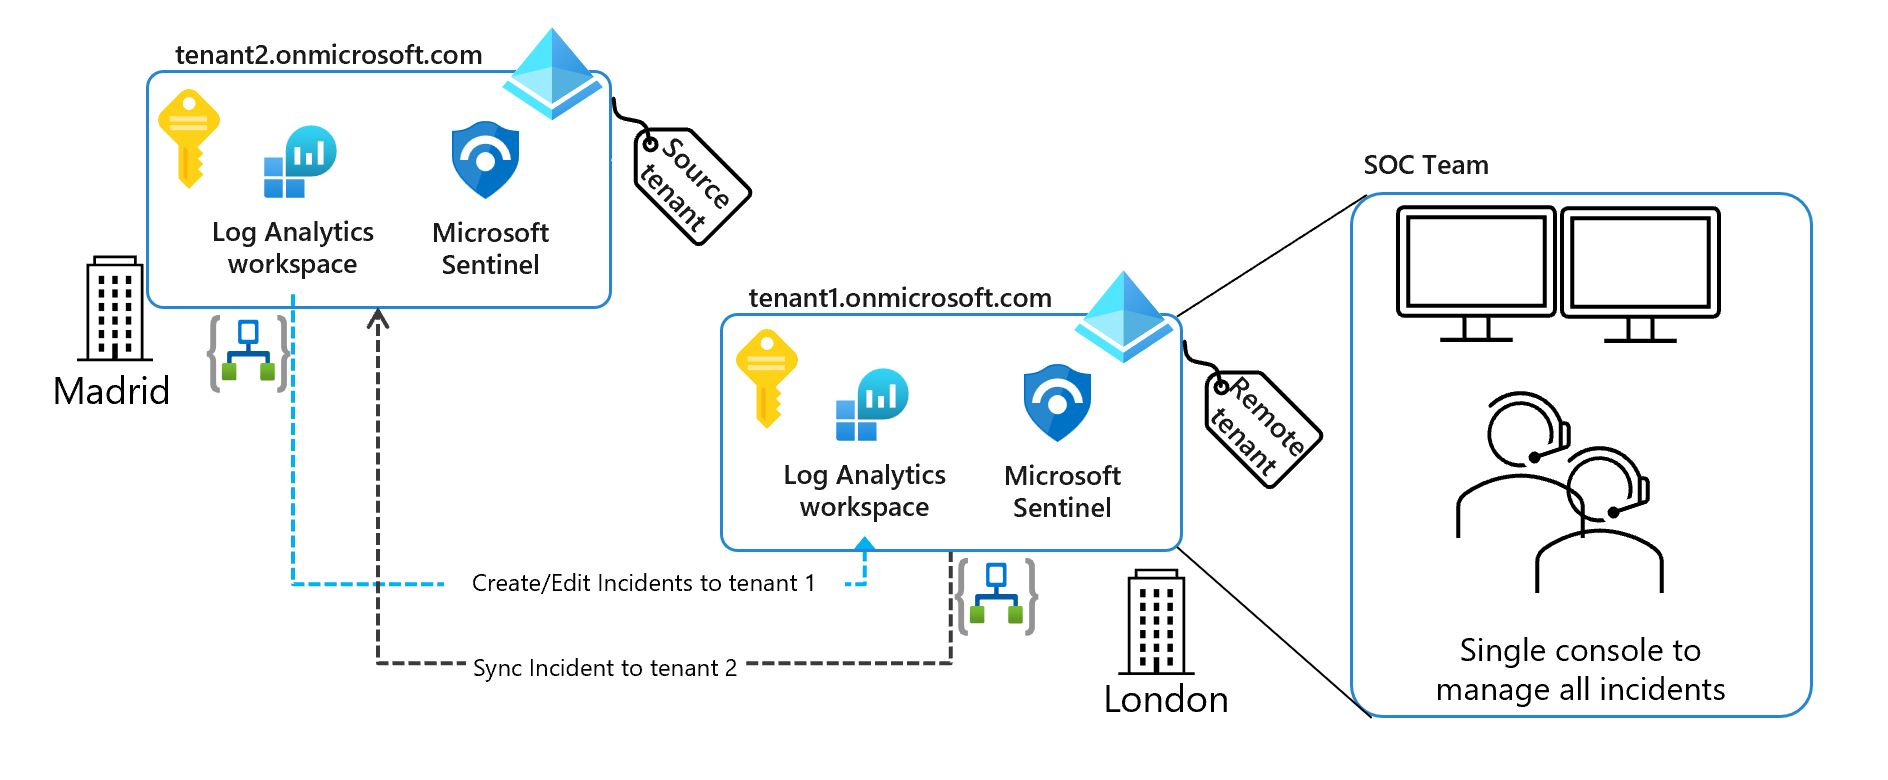 tenant2.onmicrosoft.com
Source
tenant
Log Analytics
workspace
Microsoft
Sentinel
Madrid
SOC Team
tenant1.onmicrosoft.com
Remote
tenant
Log Analytics
workspace
Microsoft
Sentinel
Create/Edit Incidents to tenant 1
Sync Incident to tenant 2
London
Single console to
manage all incidents